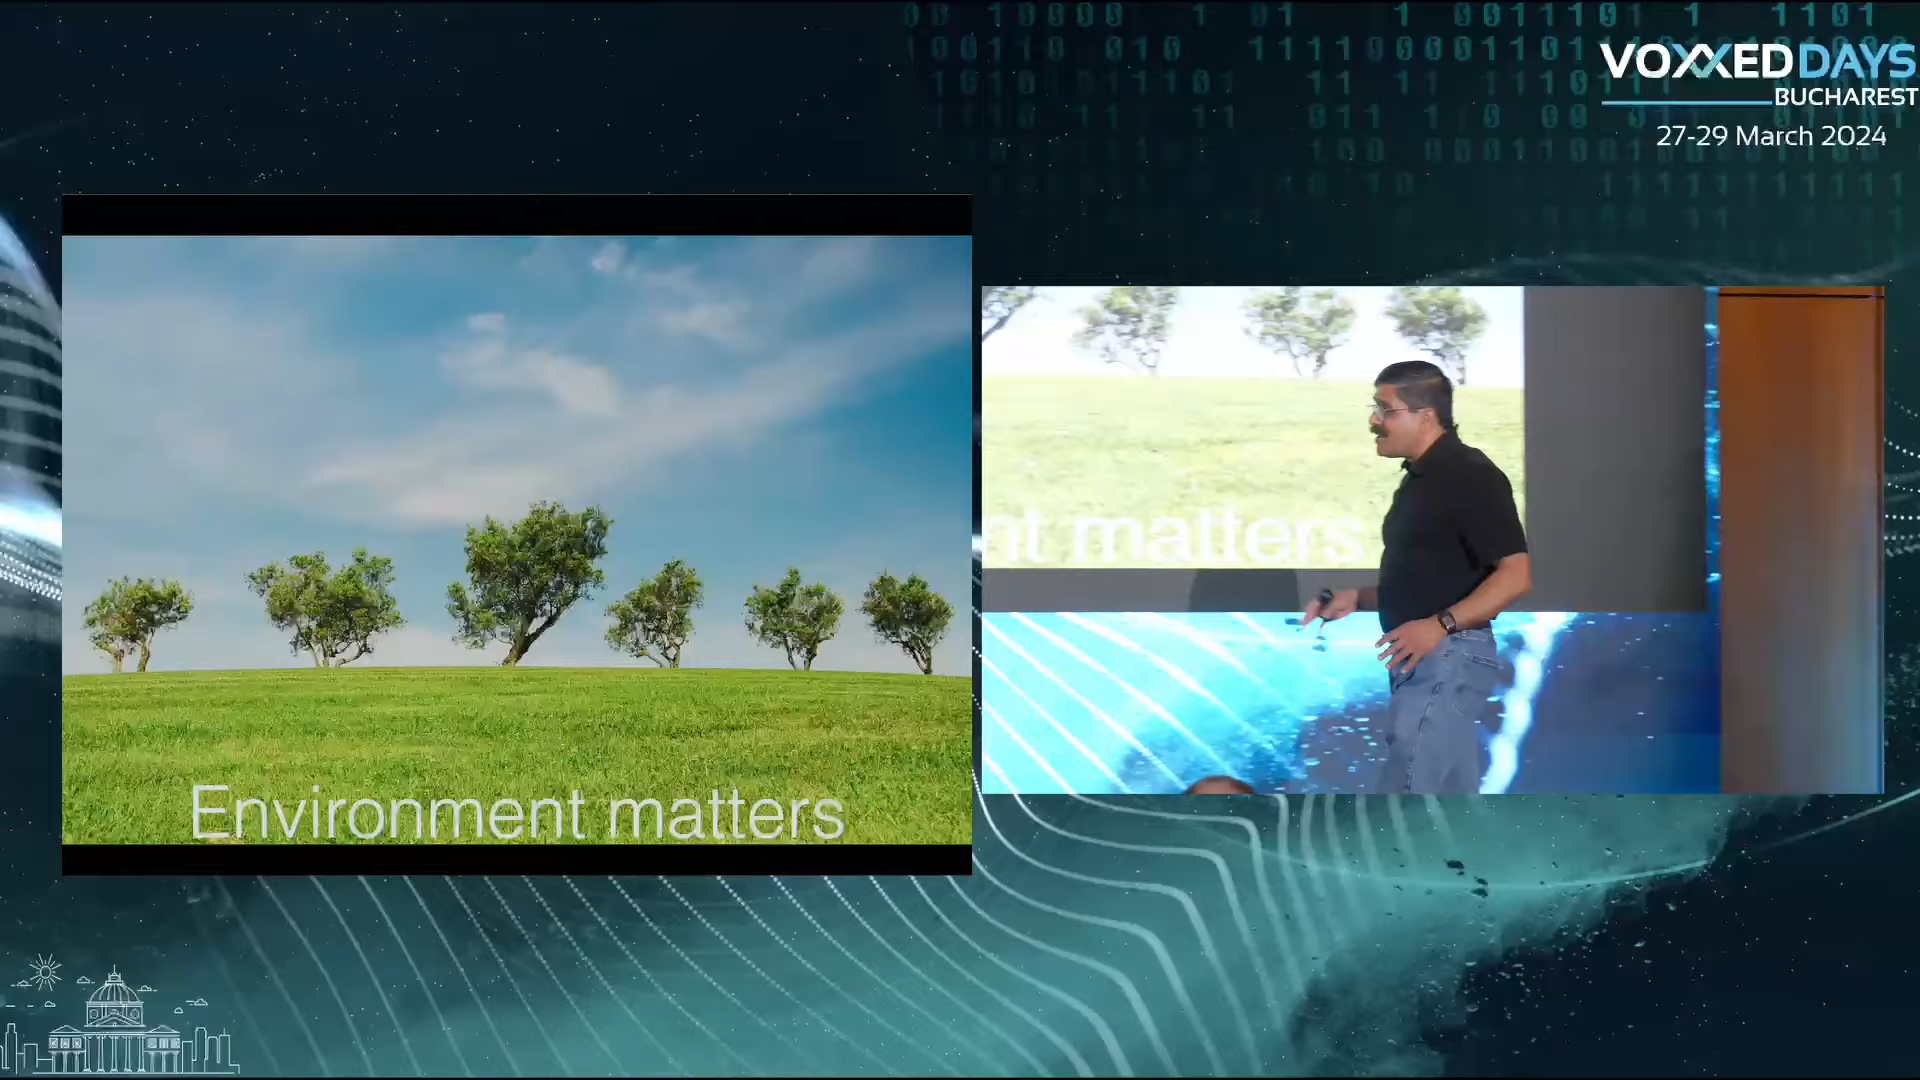 VOXXEDDAYS
BUCHAREST
27-29 March 2024
Environment matters
nt matters